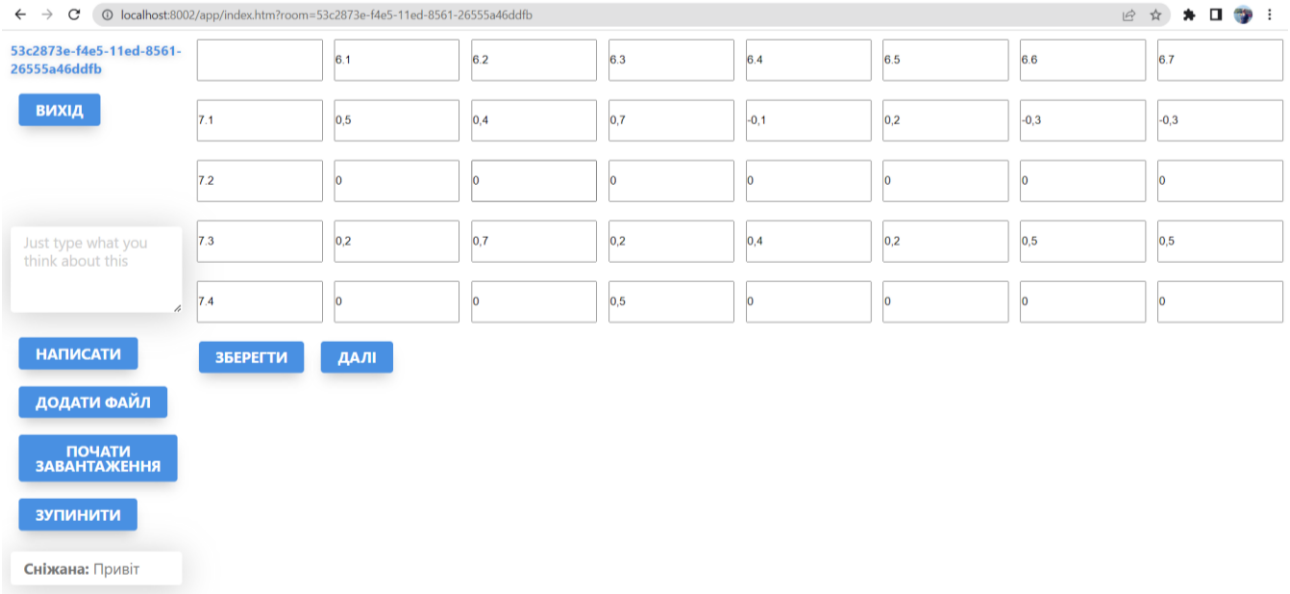 localhost:8002/app/index.htm?room=53c2873e-f4e5-11ed-8561-26555a46ddfb
53c2873e-f4e5-11ed-8561-
26555a46ddfb
ВИХІД
Just type what you
think about this
НАПИСАТИ
ДОДАТИ ФАЙЛ
ПОЧАТИ
ЗАВАНТАЖЕННЯ
ЗУПИНИТИ
Сніжана: Привіт
6.1 6.2 6.3 6.4 6.5 6.6 6.7
7.1 0,5 0,4 0,7 -0,1 0,2 -0,3 -0,3
7.2 0 0 0 0 0 0 0
7.3 0,2 0,7 0,2 0,4 0,2 0,5 0,5
7.4 0 0 0,5 0 0 0 0
ЗБЕРЕГТИ ДАЛІ